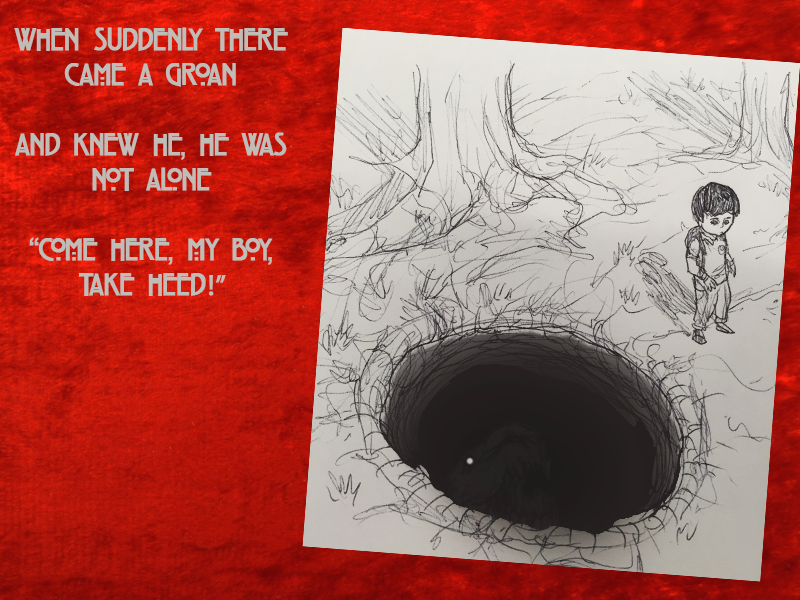 WHEN SUDDENLY THERE
CAME A GROAN
AND KNEW HE, HE WAS
NOT ALONE
“COME HERE, MY BOY,
TAKE HEED!”